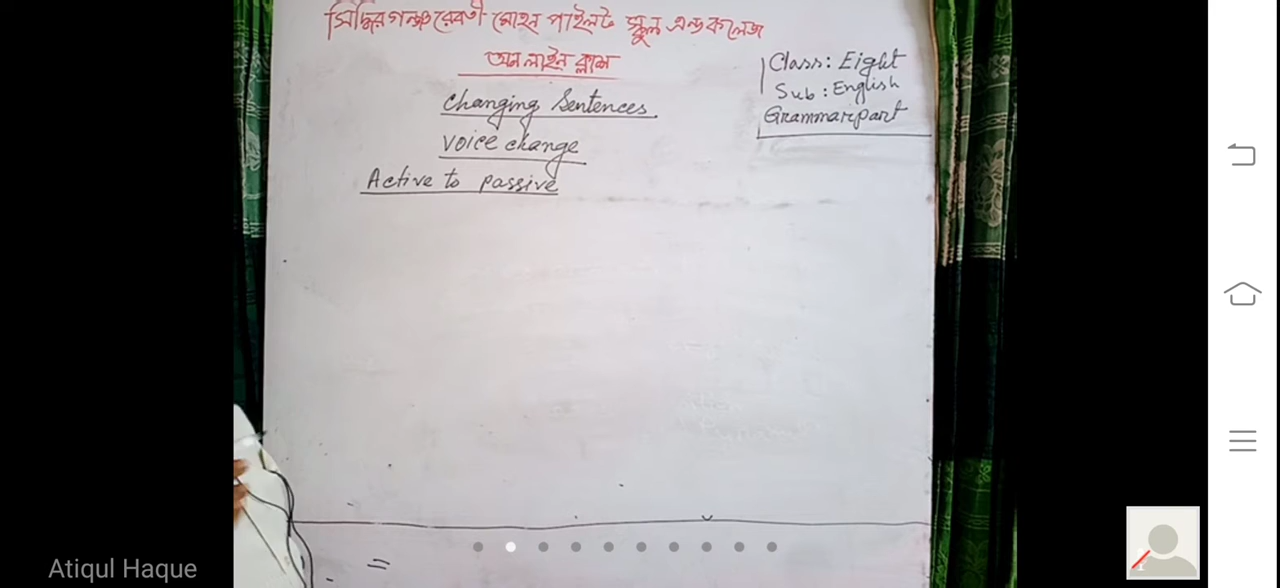 সিদ্ধিরগঞ্জ রেবতী মোহন পাইলট স্কুল এন্ড কলেজ
অন লাইন ক্লাশ
Class: Eight
Sub: English
Grammar part
Changing Sentences
Voice change
Active to passive
Atiqul Haque